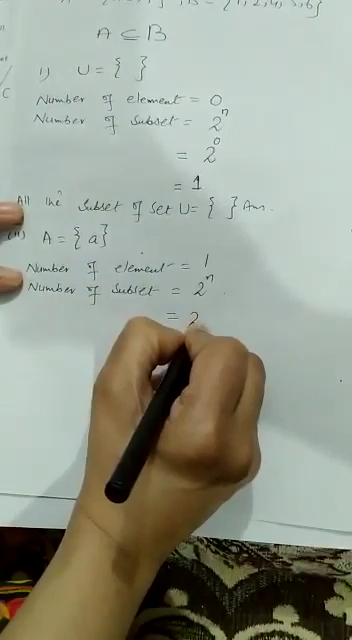 A ⊆ B
i) U = { }
Number of element = 0
Number of Subset = 2ⁿ
= 2⁰
= 1
All the Subset of Set U = { } Ans.
(ii) A = {a}
Number of element = 1
Number of Subset = 2ⁿ
= 2